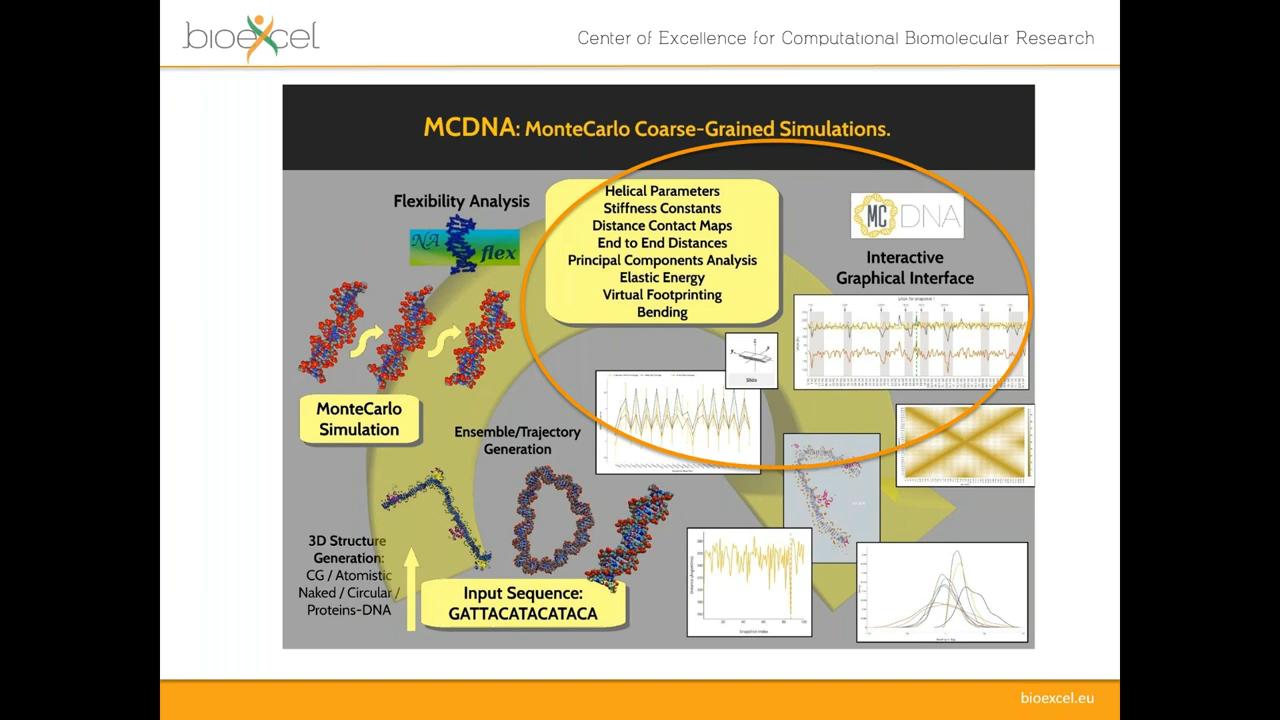 bioexcel
Center of Excellence for Computational Biomolecular Research
MCDNA: MonteCarlo Coarse-Grained Simulations.
Flexibility Analysis
NA flex
Helical Parameters
Stiffness Constants
Distance Contact Maps
End to End Distances
Principal Components Analysis
Elastic Energy
Virtual Footprinting
Bending
MC DNA
Interactive
Graphical Interface
Slide
MonteCarlo
Simulation
Ensemble/Trajectory
Generation
3D Structure
Generation:
CG / Atomistic
Naked / Circular /
Proteins-DNA
Input Sequence:
GATTACATACATACA
Snapshot Index
bioexcel.eu